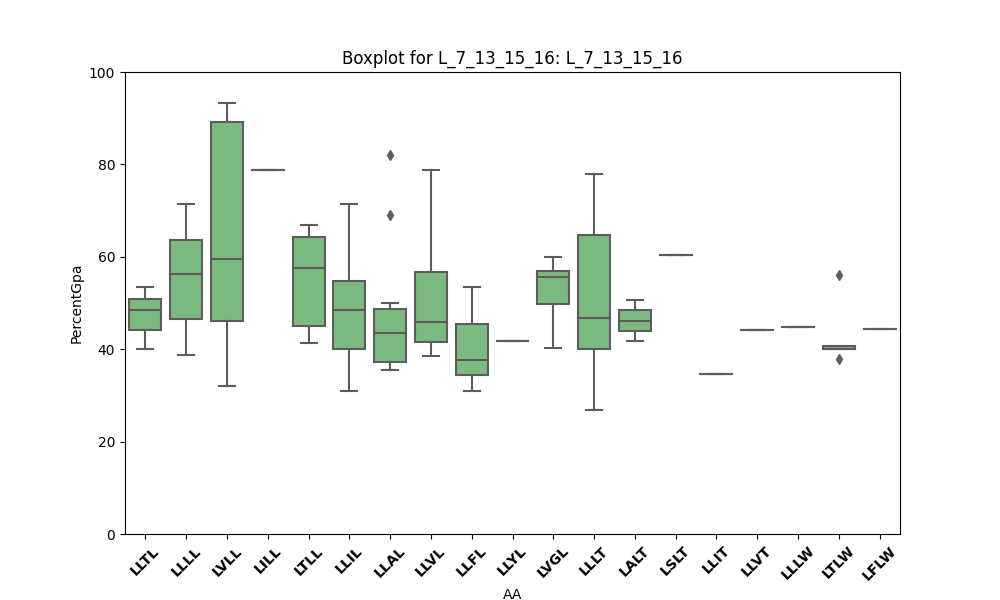 Boxplot for L_7_13_15_16: L_7_13_15_16
100
80
60
40
20
0
PercentGpa
LLTL LLLL LVLL LILL LTLL LLIL LLAL LLVL LLFL LLYL LVGL LLLT LALT LSLT LLIT LLVT LLLW LTLW LFLW
AA